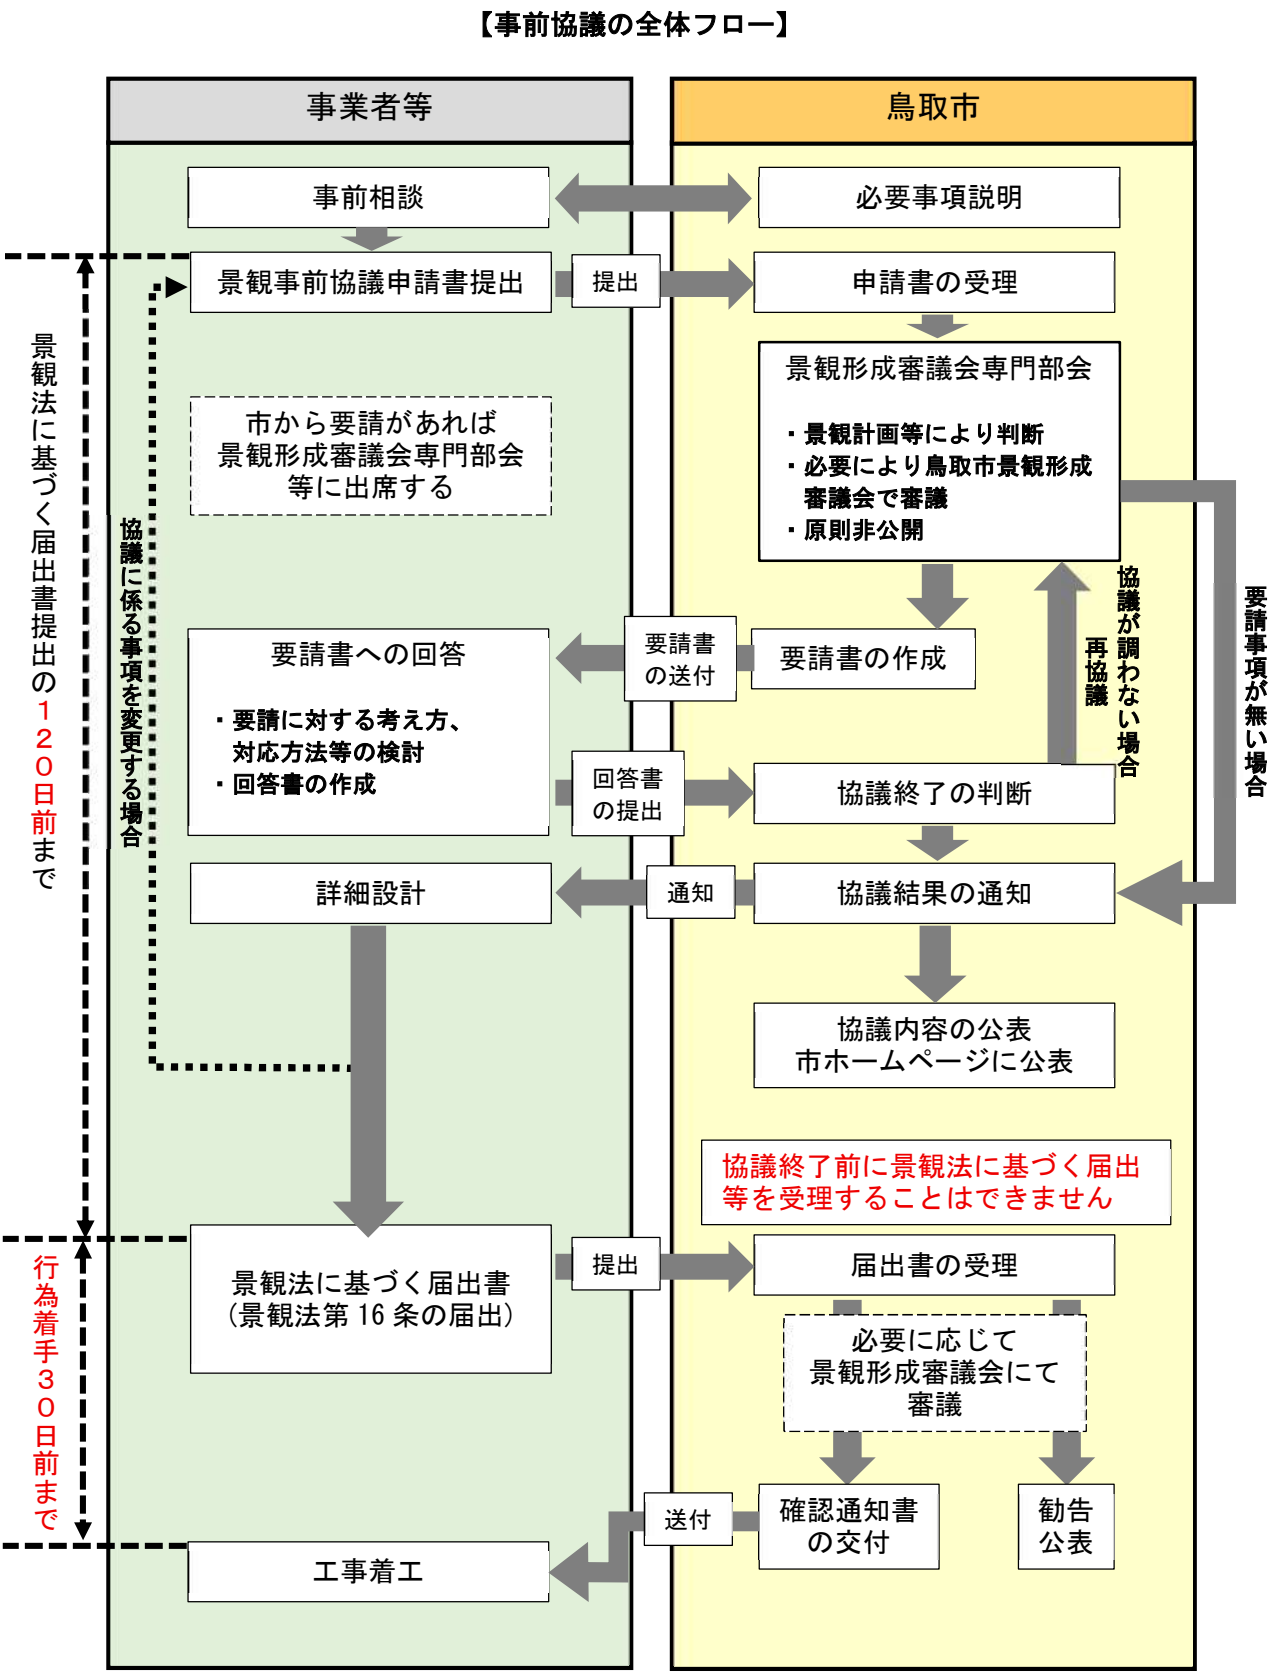 【事前協議の全体フロー】
事業者等
鳥取市
事前相談
必要事項説明
景観事前協議申請書提出
提出
申請書の受理
景観形成審議会専門部会
・景観計画等により判断
・必要により鳥取市景観形成
審議会で審議
・原則非公開
市から要請があれば
景観形成審議会専門部会
等に出席する
景観法に基づく届出書提出の120日前まで
協議に係る事項を変更する場合
要請書への回答
・要請に対する考え方、
対応方法等の検討
・回答書の作成
要請書
の送付
要請書の作成
協議が調わない場合
再協議
要請事項が無い場合
回答書
の提出
協議終了の判断
詳細設計
通知
協議結果の通知
協議内容の公表
市ホームページに公表
協議終了前に景観法に基づく届出
等を受理することはできません
行為着手30日前まで
景観法に基づく届出書
(景観法第16条の届出)
提出
届出書の受理
必要に応じて
景観形成審議会にて
審議
送付
確認通知書
の交付
勧告
公表
工事着工